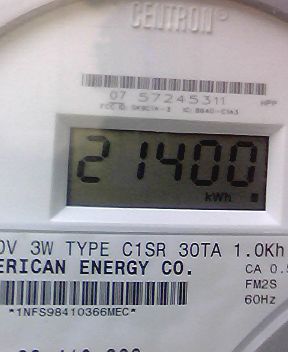 CENTRON®
07 57245311 HPP
21400
kWh
0V 3W TYPE C1SR 30TA 1.0Kh
ERICAN ENERGY CO. CA 0.5
FM2S
*1NFS98410366MEC* 60Hz